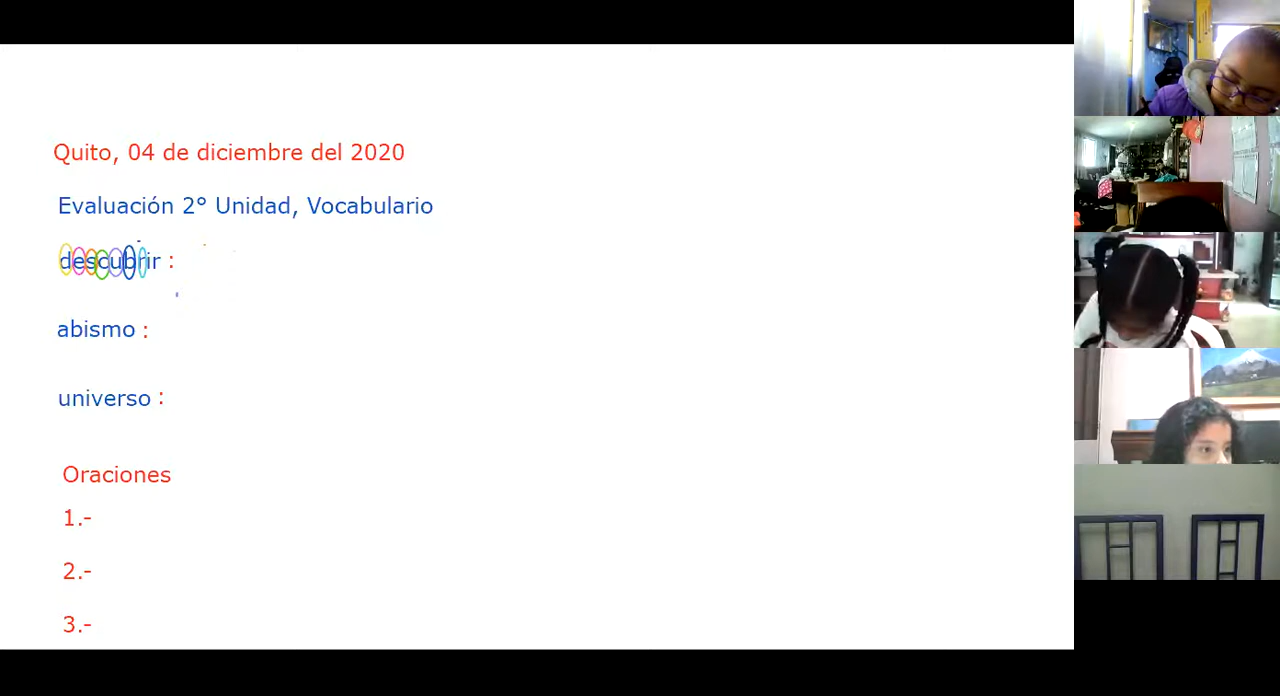 Quito, 04 de diciembre del 2020
Evaluación 2° Unidad, Vocabulario
descubrir :
abismo :
universo :
Oraciones
1.-
2.-
3.-